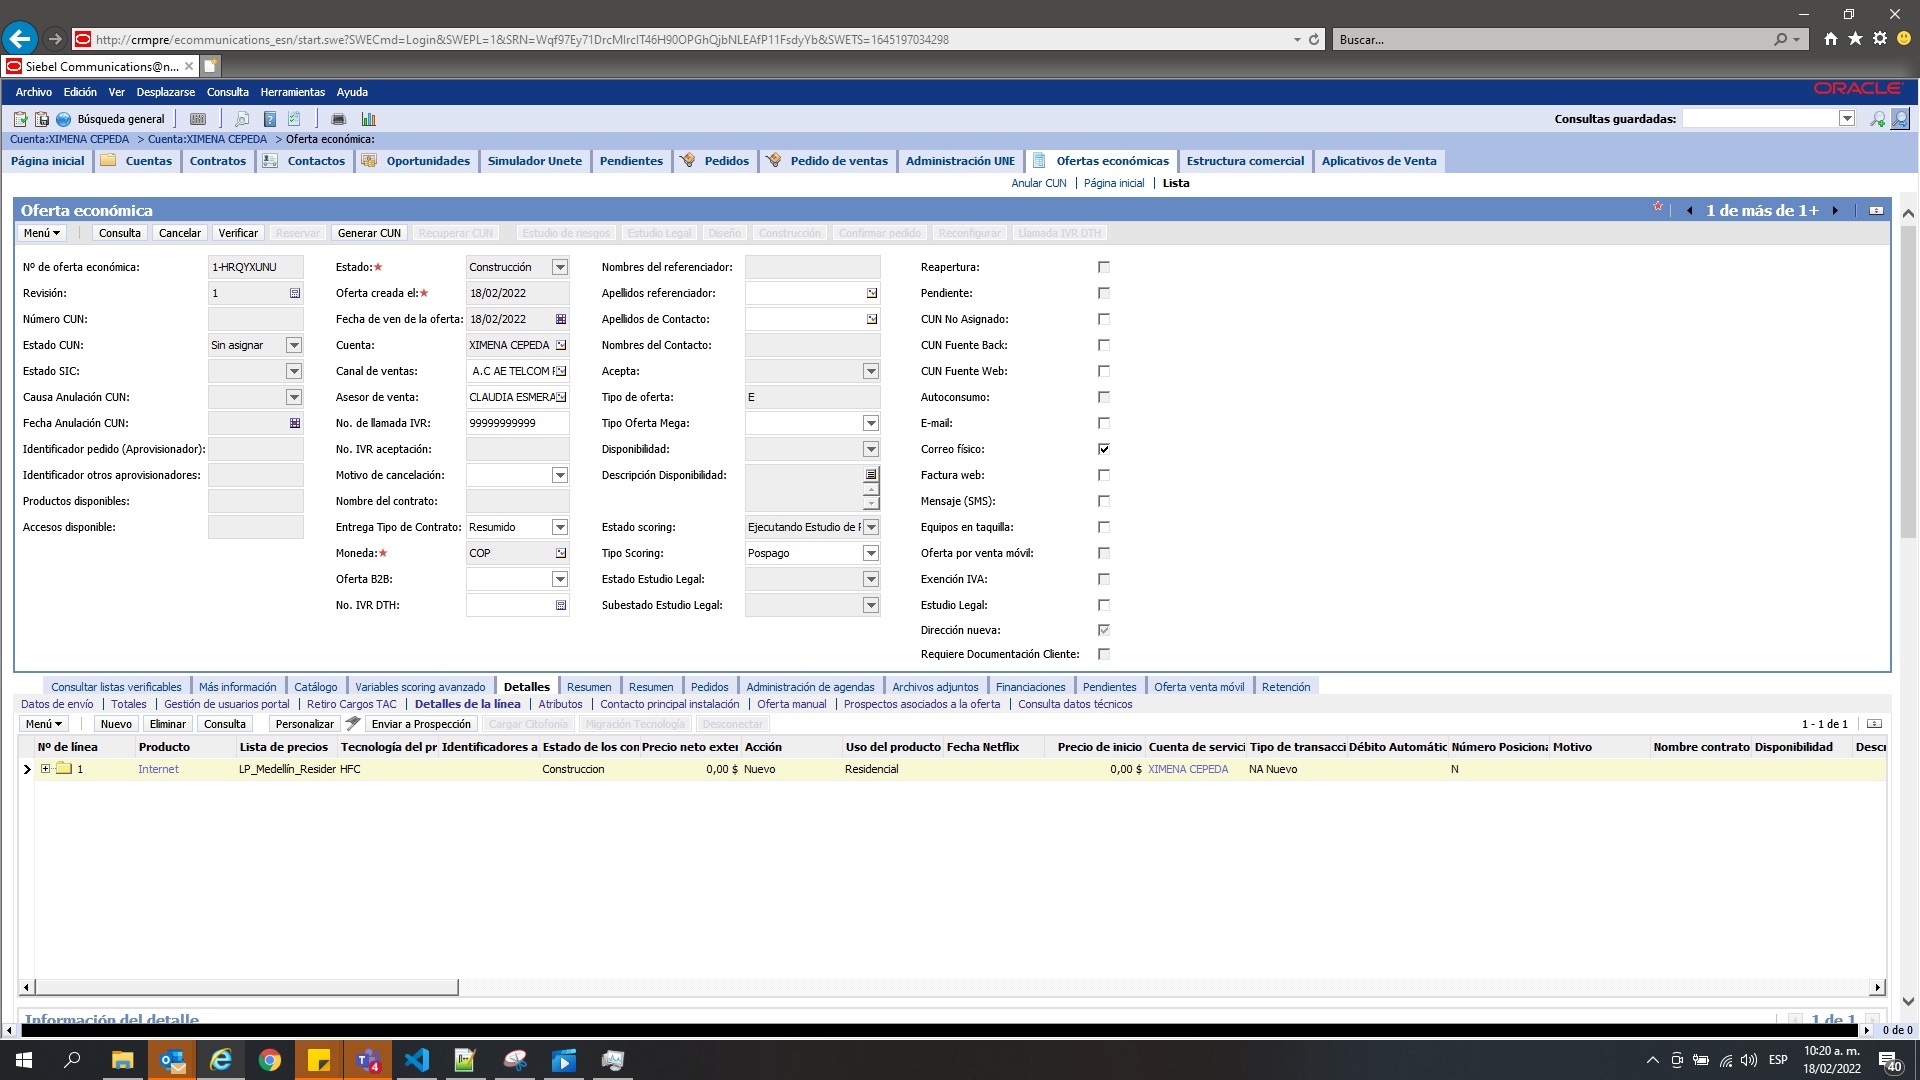 http://crmpre/ecommunications_esn/start.swe?SWECmd=Login&SWEPL=1&SRN=Wqf97Ey71DrcMIrcIT46H90OPGhQjbNLEAfP11FsdyYb&SWETS=1645197034298
Buscar...
Siebel Communications@n...
Archivo Edición Ver Desplazarse Consulta Herramientas Ayuda
ORACLE
Búsqueda general
Consultas guardadas:
Cuenta:XIMENA CEPEDA > Cuenta:XIMENA CEPEDA > Oferta económica:
Página inicial Cuentas Contratos Contactos Oportunidades Simulador Unete Pendientes Pedidos Pedido de ventas Administración UNE Ofertas económicas Estructura comercial Aplicativos de Venta
Anular CUN Página inicial Lista
Oferta económica
1 de más de 1+
Menú Consulta Cancelar Verificar Reservar Generar CUN Recuperar CUN Estudio de riesgos Estudio Legal Diseño Construcción Confirmar pedido Reconfigurar Llamada IVR DTH
Nº de oferta económica: 1-HRQYXUNU Estado: Construcción Nombres del referenciador: Reapertura:
Revisión: 1 Oferta creada el: 18/02/2022 Apellidos referenciador: Pendiente:
Número CUN: Fecha de ven de la oferta: 18/02/2022 Apellidos de Contacto: CUN No Asignado:
Estado CUN: Sin asignar Cuenta: XIMENA CEPEDA Nombres del Contacto: CUN Fuente Back:
Estado SIC: Canal de ventas: A.C AE TELCOM Acepta: CUN Fuente Web:
Causa Anulación CUN: Asesor de venta: CLAUDIA ESMERA Tipo de oferta: E Autoconsumo:
Fecha Anulación CUN: No. de llamada IVR: 99999999999 Tipo Oferta Mega: E-mail:
Identificador pedido (Aprovisionador): No. IVR aceptación: Disponibilidad: Correo físico:
Identificador otros aprovisionadores: Motivo de cancelación: Descripción Disponibilidad: Factura web:
Productos disponibles: Nombre del contrato: Mensaje (SMS):
Accesos disponible: Entrega Tipo de Contrato: Resumido Estado scoring: Ejecutando Estudio de Equipos en taquilla:
Moneda: COP Tipo Scoring: Pospago Oferta por venta móvil:
Oferta B2B: Estado Estudio Legal: Exención IVA:
No. IVR DTH: Subestado Estudio Legal: Estudio Legal:
Dirección nueva:
Requiere Documentación Cliente:
Consultar listas verificables Más información Catálogo Variables scoring avanzado Detalles Resumen Resumen Pedidos Administración de agendas Archivos adjuntos Financiaciones Pendientes Oferta venta móvil Retención
Datos de envío Totales Gestión de usuarios portal Retiro Cargos TAC Detalles de la línea Atributos Contacto principal instalación Oferta manual Prospectos asociados a la oferta Consulta datos técnicos
Menú Nuevo Eliminar Consulta Personalizar Enviar a Prospección Cargar Citofonía Migración Tecnología Desconectar
1 - 1 de 1
Nº de línea Producto Lista de precios Tecnología del pr Identificadores a Estado de los con Precio neto exter Acción Uso del producto Fecha Netflix Precio de inicio Cuenta de servici Tipo de transacci Débito Automátic Número Posiciona Motivo Nombre contrato Disponibilidad Descr
1 Internet LP_Medellín_Resider HFC Construccion 0,00 $ Nuevo Residencial 0,00 $ XIMENA CEPEDA NA Nuevo N
Información del detalle
1 de 1
0 de 0
4
ESP
10:20 a. m.
18/02/2022
40